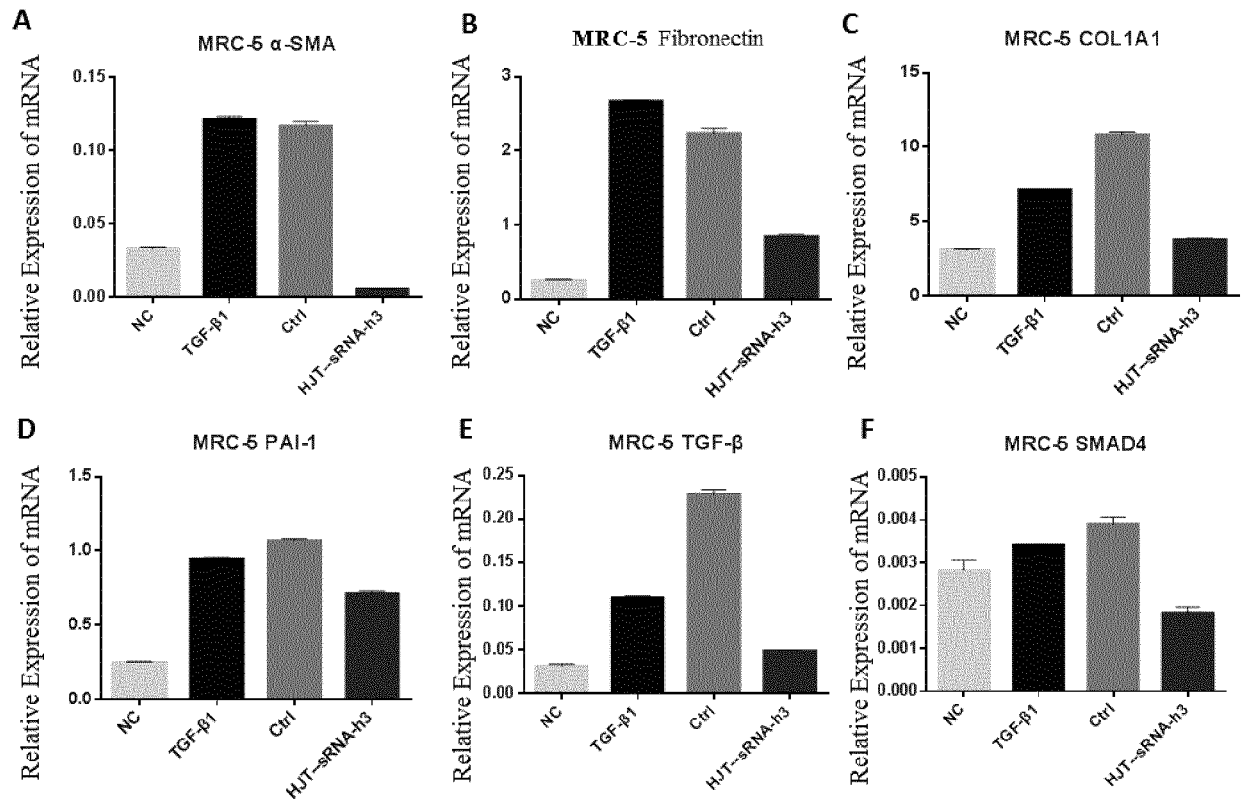 A
MRC-5 α-SMA
Relative Expression of mRNA
0.15
0.10
0.05
0.00
NC
TGF-β1
Ctrl
HJT--sRNA-h3
B
MRC-5 Fibronectin
Relative Expression of mRNA
3
2
1
0
NC
TGF-β1
Ctrl
HJT--sRNA-h3
C
MRC-5 COL1A1
Relative Expression of mRNA
15
10
5
0
NC
TGF-β1
Ctrl
HJT--sRNA-h3
D
MRC-5 PAI-1
Relative Expression of mRNA
1.5
1.0
0.5
0.0
NC
TGF-β1
Ctrl
HJT--sRNA-h3
E
MRC-5 TGF-β
Relative Expression of mRNA
0.25
0.20
0.15
0.10
0.05
0.00
NC
TGF-β1
Ctrl
HJT--sRNA-h3
F
MRC-5 SMAD4
Relative Expression of mRNA
0.005
0.004
0.003
0.002
0.001
0.000
NC
TGF-β1
Ctrl
HJT--sRNA-h3